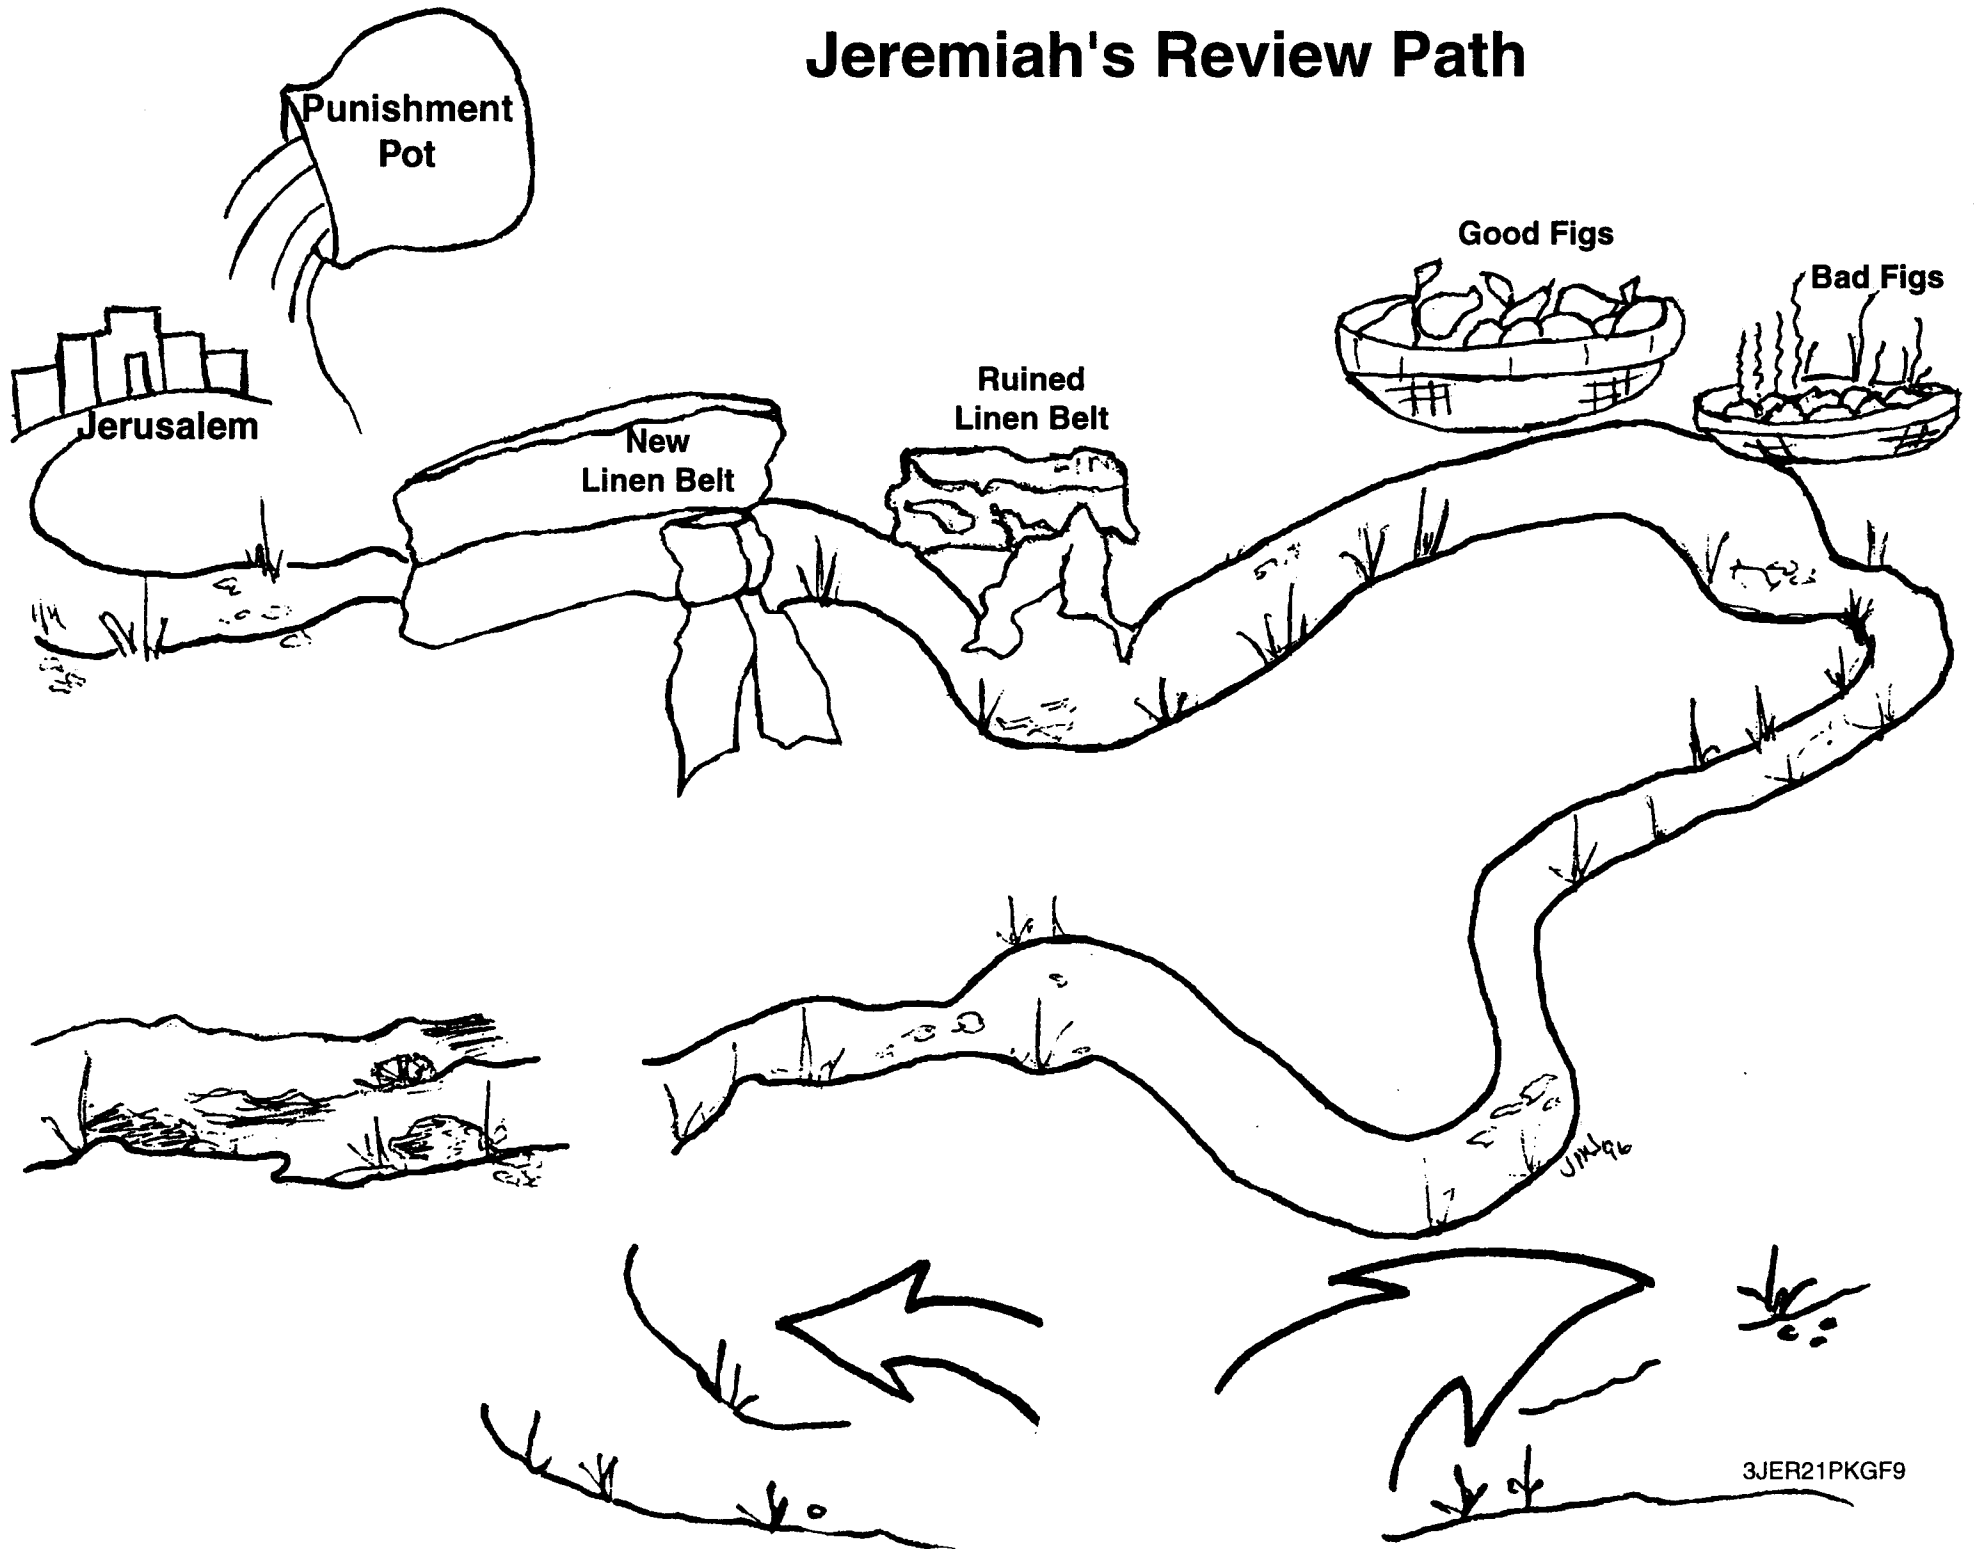 Jeremiah's Review Path
Punishment
Pot
Good Figs
Bad Figs
Jerusalem
New
Linen Belt
Ruined
Linen Belt
3JER21PKGF9